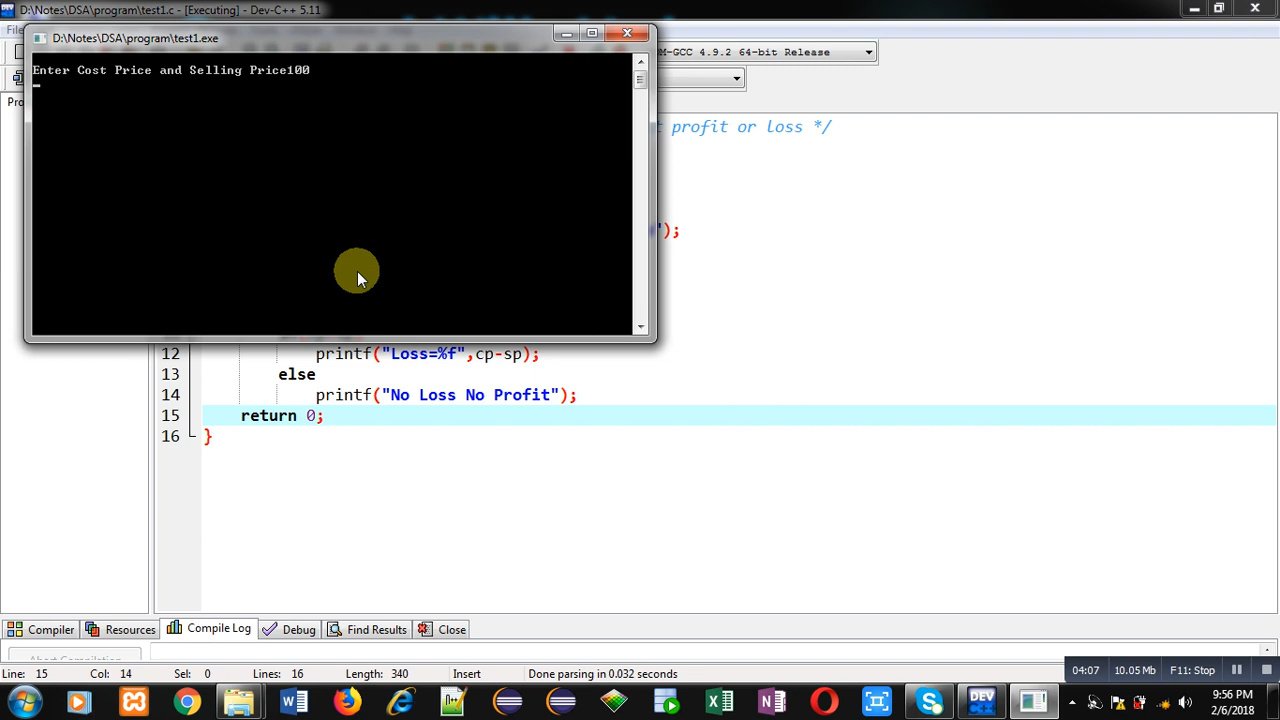 D:\Notes\DSA\program\test1.c - [Executing] - Dev-C++ 5.11
D:\Notes\DSA\program\test1.exe
Enter Cost Price and Selling Price100
M-GCC 4.9.2 64-bit Release
t profit or loss */
");
12 printf("Loss=%f",cp-sp);
13 else
14 printf("No Loss No Profit");
15 return 0;
16 }
Compiler Resources Compile Log Debug Find Results Close
Abort Compilation
Line: 15 Col: 14 Sel: 0 Lines: 16 Length: 340 Insert Done parsing in 0.032 seconds
04:07 10.05 Mb F11: Stop
DEV C++
9:56 PM
2/6/2018